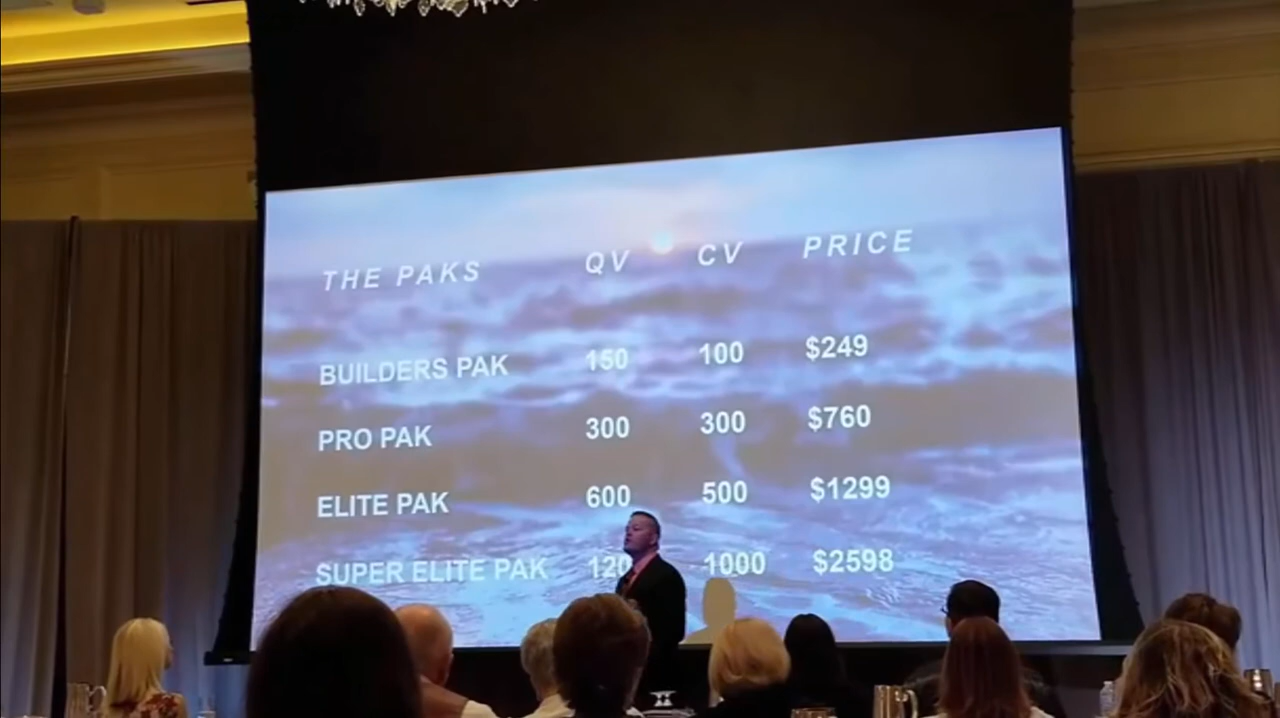 THE PAKS QV CV PRICE
BUILDERS PAK 150 100 $249
PRO PAK 300 300 $760
ELITE PAK 600 500 $1299
SUPER ELITE PAK 1000 $2598